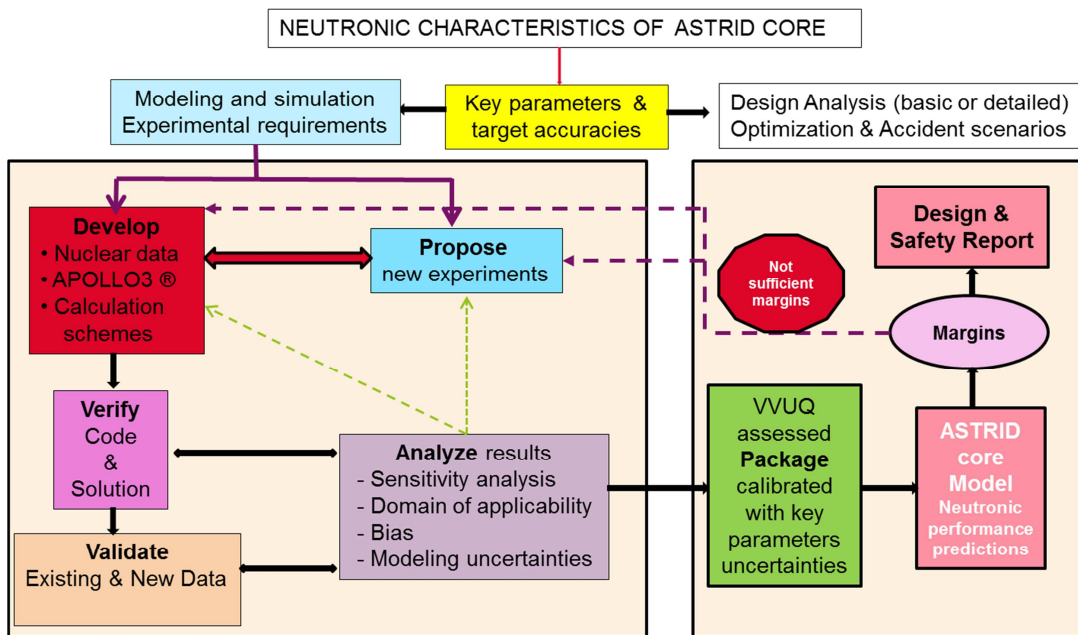 NEUTRONIC CHARACTERISTICS OF ASTRID CORE
Modeling and simulation
Experimental requirements
Key parameters &
target accuracies
Design Analysis (basic or detailed)
Optimization & Accident scenarios
Develop
• Nuclear data
• APOLLO3 ®
• Calculation
schemes
Propose
new experiments
Not
sufficient
margins
Design &
Safety Report
Margins
Verify
Code
&
Solution
Analyze results
- Sensitivity analysis
- Domain of applicability
- Bias
- Modeling uncertainties
Validate
Existing & New Data
VVUQ
assessed
Package
calibrated
with key
parameters
uncertainties
ASTRID
core
Model
Neutronic
performance
predictions